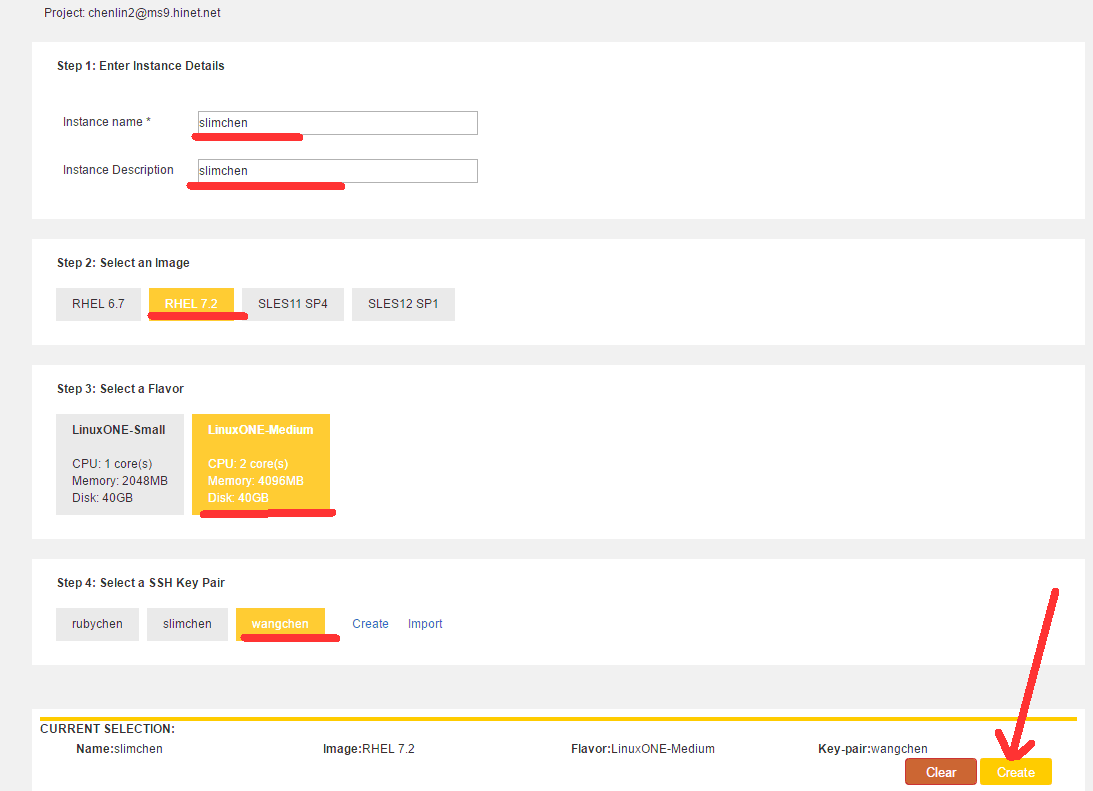 Project: chenlin2@ms9.hinet.net
Step 1: Enter Instance Details
Instance name * slimchen
Instance Description slimchen
Step 2: Select an Image
RHEL 6.7 RHEL 7.2 SLES11 SP4 SLES12 SP1
Step 3: Select a Flavor
LinuxONE-Small LinuxONE-Medium
CPU: 1 core(s) CPU: 2 core(s)
Memory: 2048MB Memory: 4096MB
Disk: 40GB Disk: 40GB
Step 4: Select a SSH Key Pair
rubychen slimchen wangchen Create Import
CURRENT SELECTION:
Name:slimchen Image:RHEL 7.2 Flavor:LinuxONE-Medium Key-pair:wangchen
Clear Create